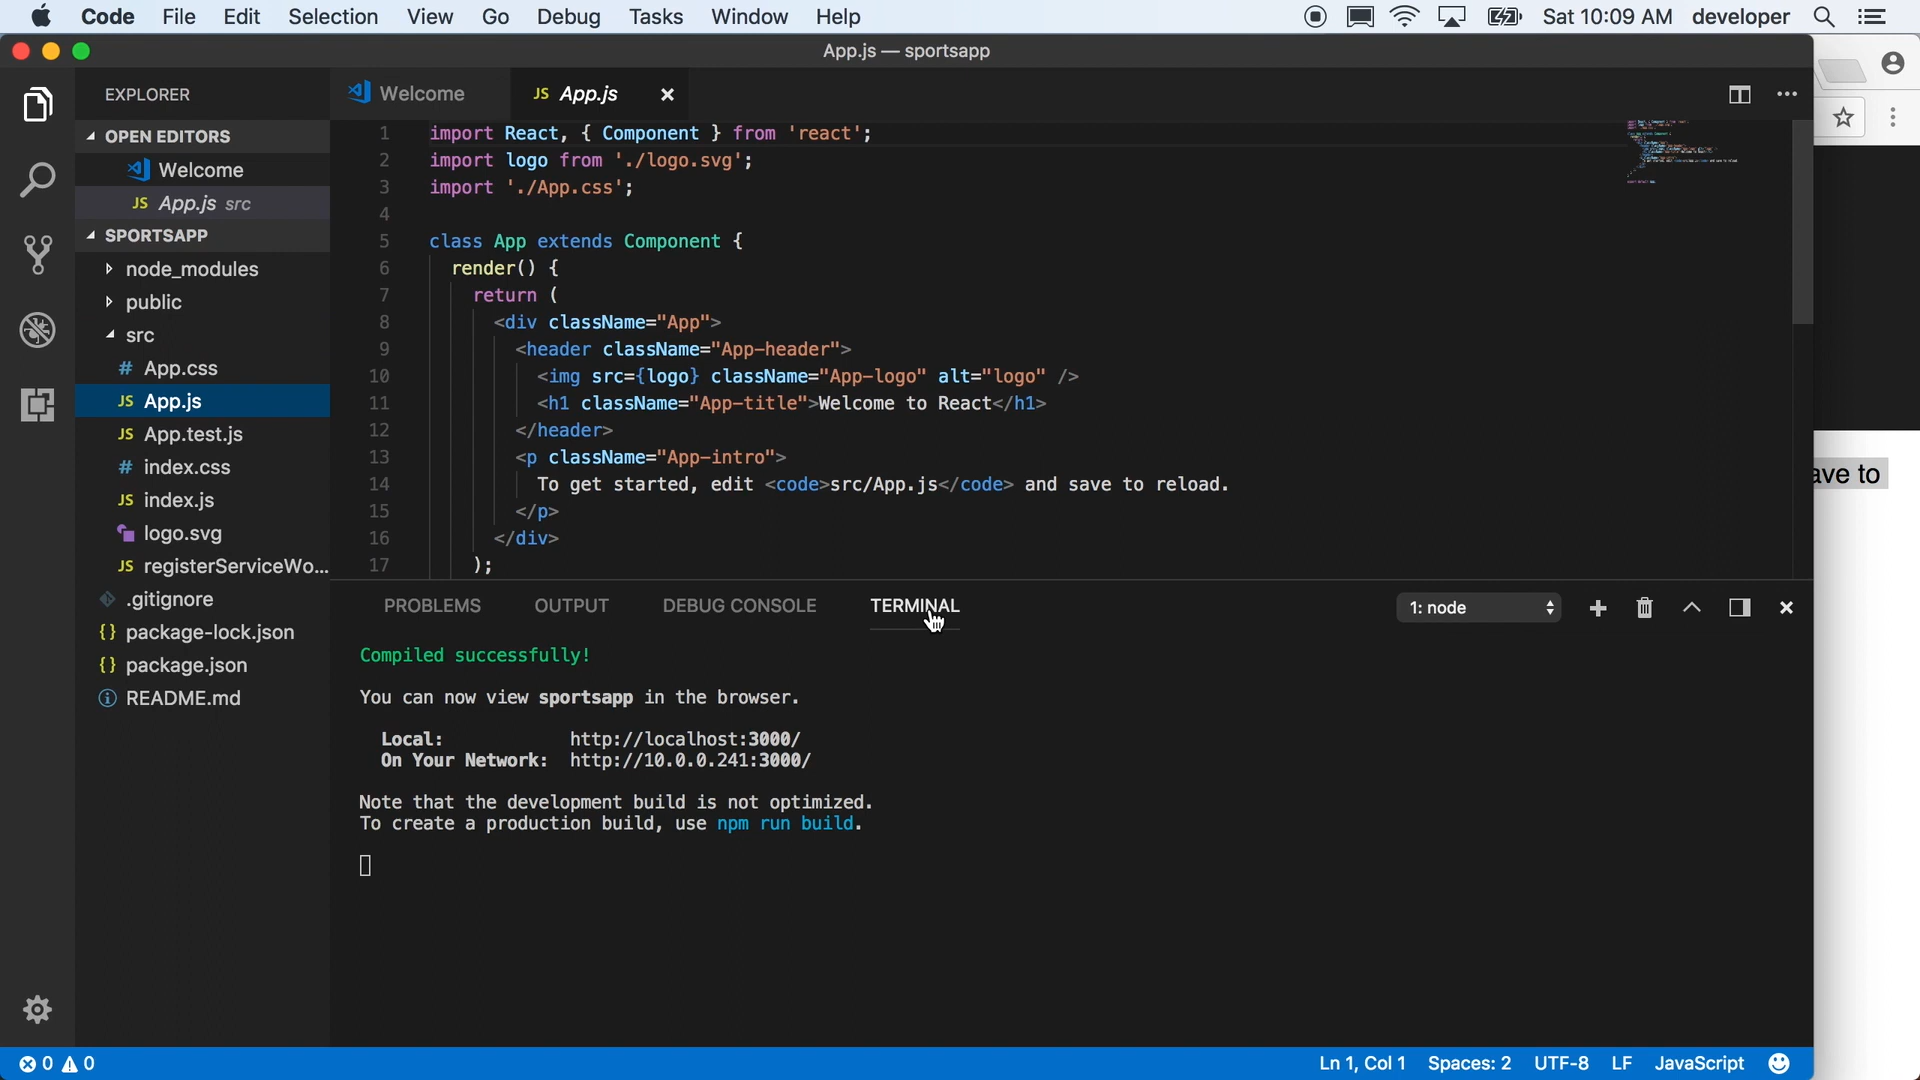 Code File Edit Selection View Go Debug Tasks Window Help Sat 10:09 AM developer
App.js — sportsapp
EXPLORER
OPEN EDITORS
Welcome
JS App.js src
SPORTSAPP
node_modules
public
src
# App.css
JS App.js
JS App.test.js
# index.css
JS index.js
logo.svg
JS registerServiceWo...
.gitignore
{} package-lock.json
{} package.json
README.md
Welcome JS App.js
1 import React, { Component } from 'react';
2 import logo from './logo.svg';
3 import './App.css';
4
5 class App extends Component {
6 render() {
7 return (
8 <div className="App">
9 <header className="App-header">
10 <img src={logo} className="App-logo" alt="logo" />
11 <h1 className="App-title">Welcome to React</h1>
12 </header>
13 <p className="App-intro">
14 To get started, edit <code>src/App.js</code> and save to reload.
15 </p>
16 </div>
17 );
PROBLEMS OUTPUT DEBUG CONSOLE TERMINAL 1: node
Compiled successfully!
You can now view sportsapp in the browser.
Local: http://localhost:3000/
On Your Network: http://10.0.0.241:3000/
Note that the development build is not optimized.
To create a production build, use npm run build.
ave to
0 0 Ln 1, Col 1 Spaces: 2 UTF-8 LF JavaScript